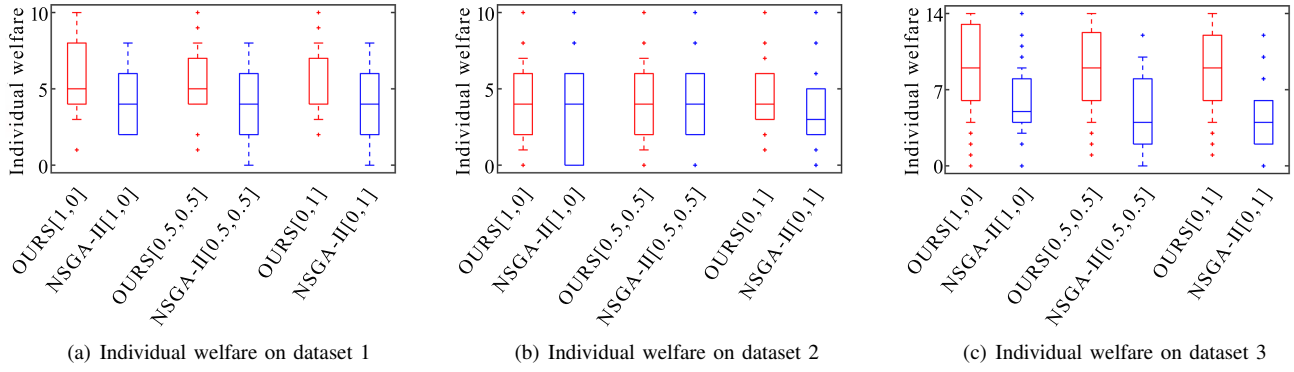 Individual welfare
10
5
0
OURS[1,0]
NSGA-II[1,0]
OURS[0.5,0.5]
NSGA-II[0.5,0.5]
OURS[0,1]
NSGA-II[0,1]
(a) Individual welfare on dataset 1
Individual welfare
10
5
0
OURS[1,0]
NSGA-II[1,0]
OURS[0.5,0.5]
NSGA-II[0.5,0.5]
OURS[0,1]
NSGA-II[0,1]
(b) Individual welfare on dataset 2
Individual welfare
14
7
0
OURS[1,0]
NSGA-II[1,0]
OURS[0.5,0.5]
NSGA-II[0.5,0.5]
OURS[0,1]
NSGA-II[0,1]
(c) Individual welfare on dataset 3